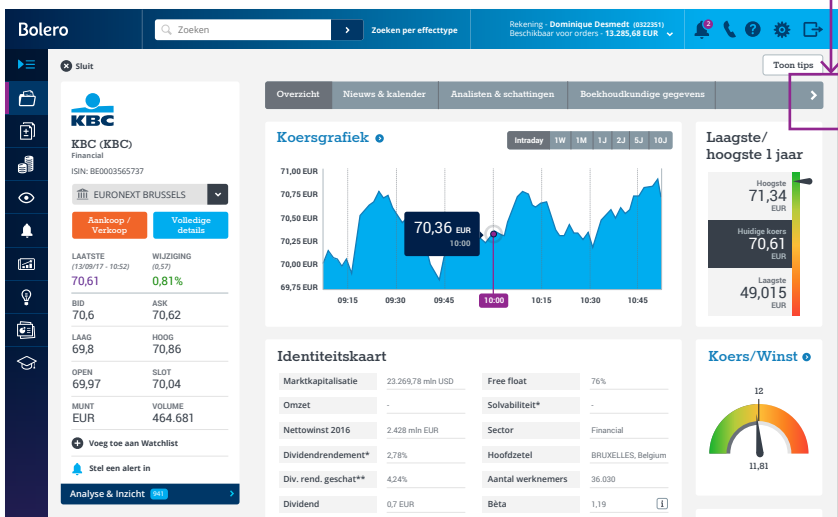 Bolero
Zoeken
Zoeken per effecttype
Rekening - Dominique Desmedt (0322351)
Beschikbaar voor orders - 13.285,68 EUR
2
Sluit
Toon tips
KBC
KBC (KBC)
Financial
ISIN: BE0003565737
EURONEXT BRUSSELS
Aankoop /
Verkoop
Volledige
details
LAATSTE WIJZIGING
(13/09/17 - 10:52) (0,57)
70,61 0,81%
BID ASK
70,6 70,62
LAAG HOOG
69,8 70,86
OPEN SLOT
69,97 70,04
MUNT VOLUME
EUR 464.681
Voeg toe aan Watchlist
Stel een alert in
Analyse & Inzicht 941
Overzicht Nieuws & kalender Analisten & schattingen Boekhoudkundige gegevens
Koersgrafiek
Intraday 1W 1M 1J 2J 5J 10J
71,00 EUR
70,75 EUR
70,50 EUR
70,25 EUR
70,00 EUR
69,75 EUR
70,36 EUR
10:00
09:15 09:30 09:45 10:00 10:15 10:30 10:45
Laagste/
hoogste 1 jaar
Hoogste
71,34
EUR
Huidige koers
70,61
EUR
Laagste
49,015
EUR
Identiteitskaart
Marktkapitalisatie 23.269,78 mln USD Free float 76%
Omzet - Solvabiliteit* -
Nettowinst 2016 2.428 mln EUR Sector Financial
Dividendrendement* 2,78% Hoofdzetel BRUXELLES, Belgium
Div. rend. geschat** 4,24% Aantal werknemers 36.030
Dividend 0,7 EUR Bèta 1,19 i
Koers/Winst
12
11,81